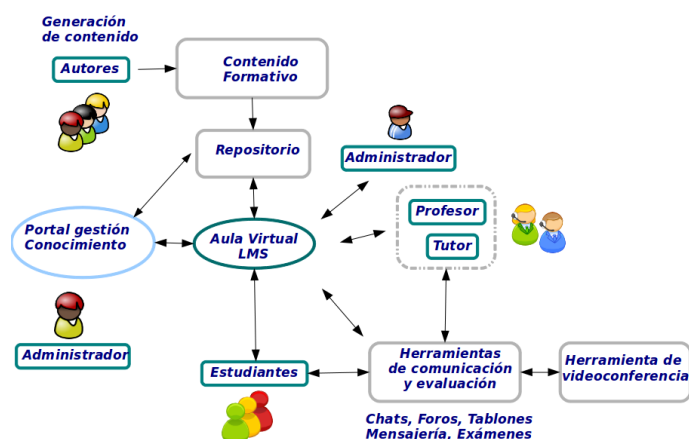 Generación
de contenido
Autores
Contenido
Formativo
Repositorio
Administrador
Profesor
Tutor
Portal gestión
Conocimiento
Aula Virtual
LMS
Administrador
Estudiantes
Herramientas
de comunicación
y evaluación
Herramienta de
videoconferencia
Chats, Foros, Tablones
Mensajería, Exámenes